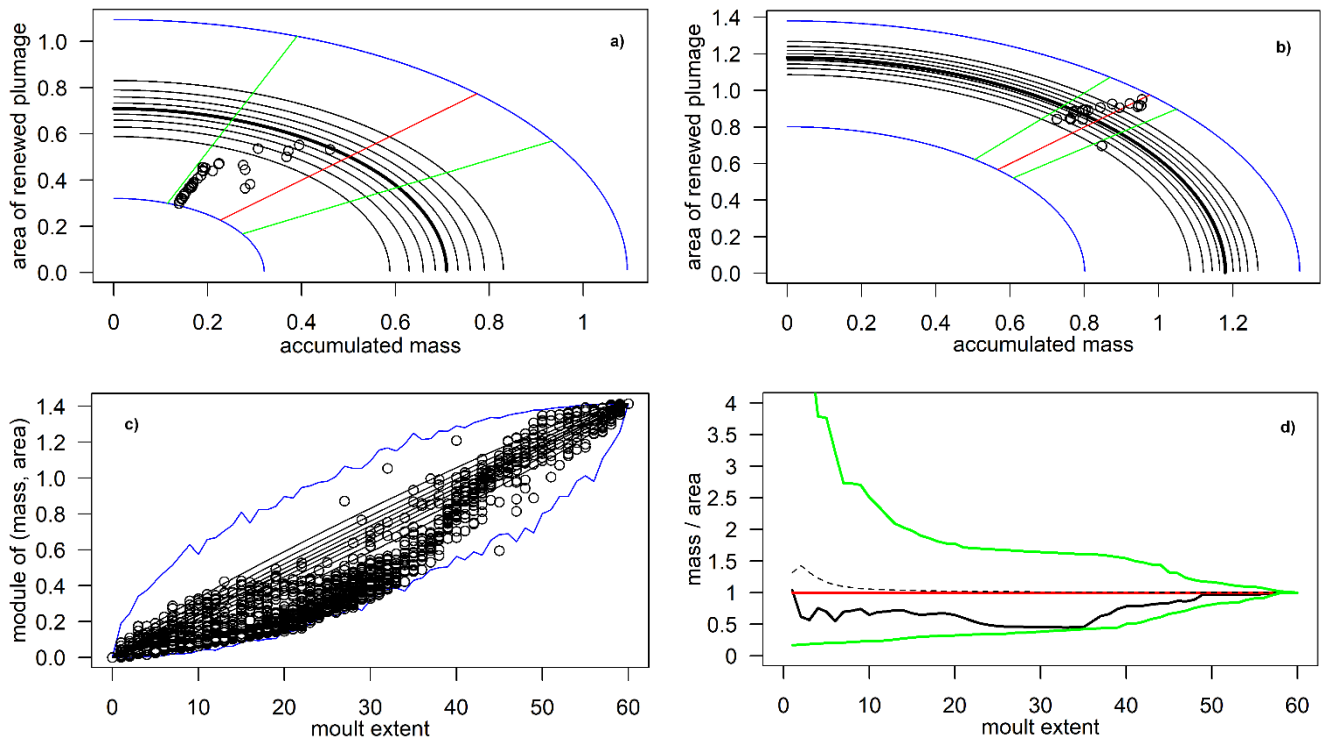 a)
area of renewed plumage
1.0
0.8
0.6
0.4
0.2
0.0
0 0.2 0.4 0.6 0.8 1
accumulated mass
b)
area of renewed plumage
1.4
1.2
1.0
0.8
0.6
0.4
0.2
0.0
0 0.2 0.4 0.6 0.8 1 1.2
accumulated mass
c)
module of (mass, area)
1.4
1.2
1.0
0.8
0.6
0.4
0.2
0.0
0 10 20 30 40 50 60
moult extent
d)
mass / area
4
3.5
3
2.5
2
1.5
1
0.5
0
0 10 20 30 40 50 60
moult extent